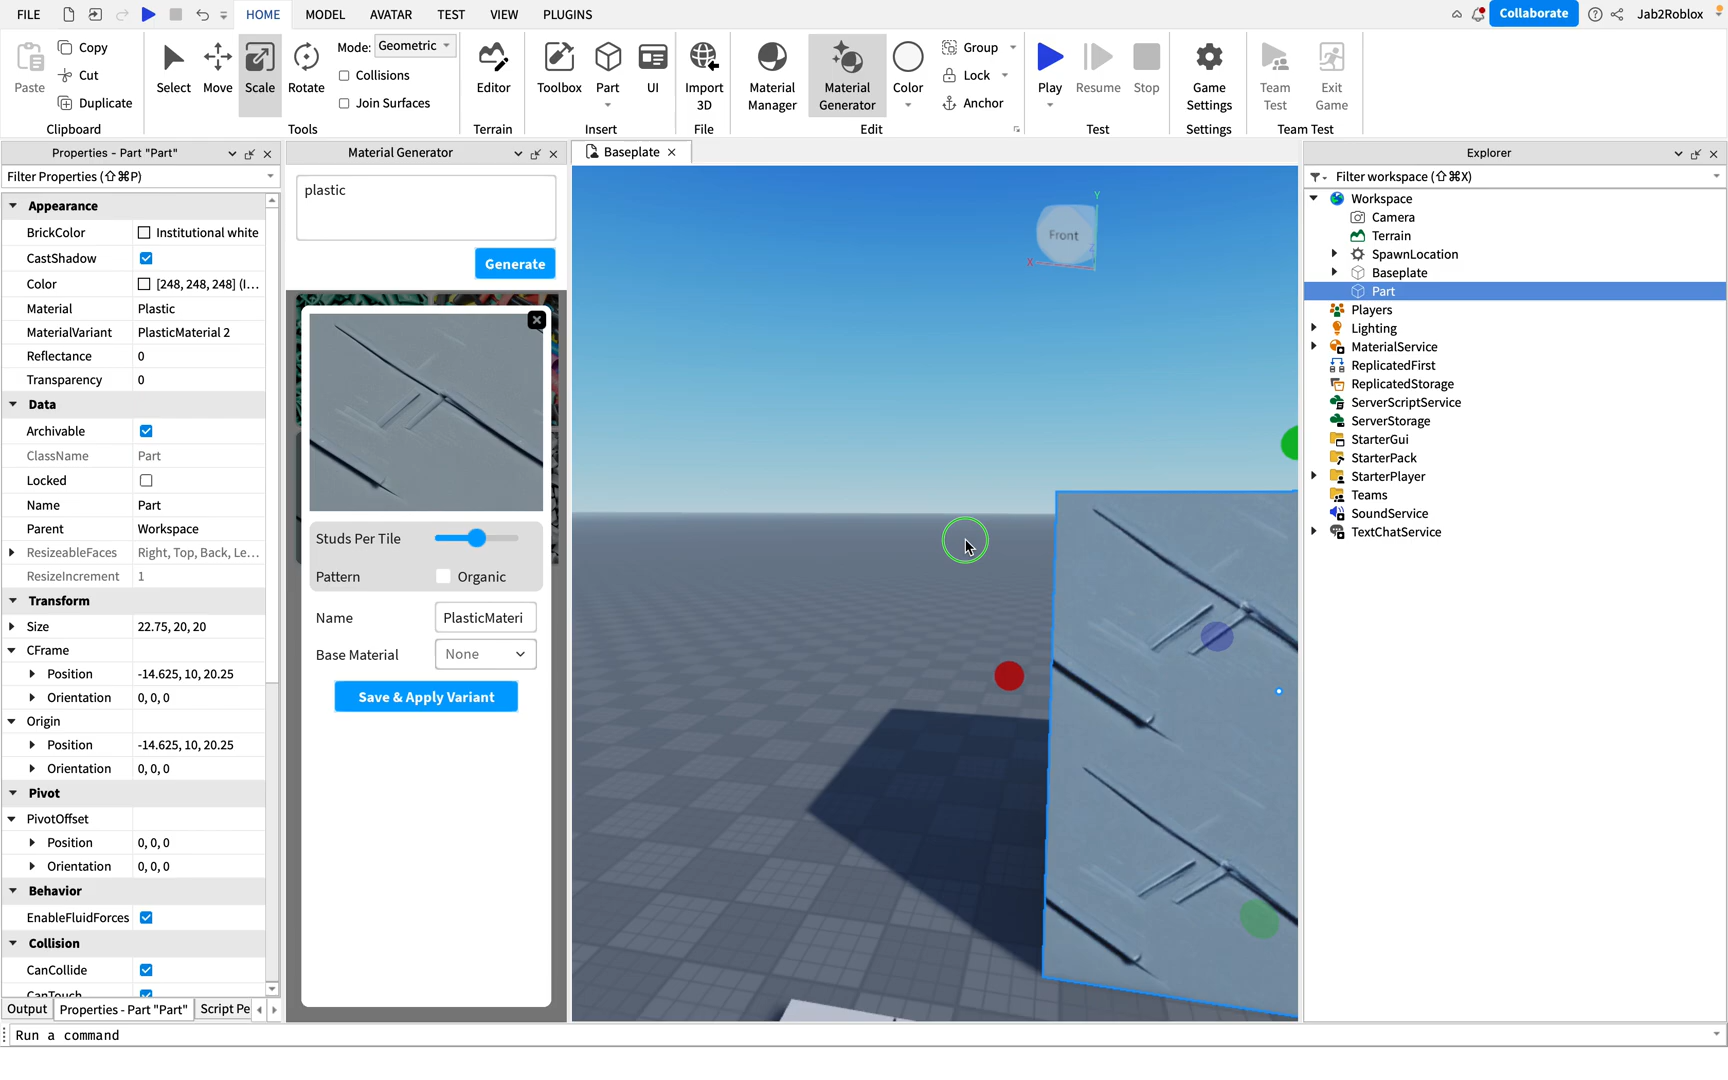 FILE HOME MODEL AVATAR TEST VIEW PLUGINS Collaborate Jab2Roblox
Paste Copy Cut Duplicate
Clipboard
Select Move Scale Rotate
Mode: Geometric
Collisions
Join Surfaces
Tools
Editor
Terrain
Toolbox Part UI
Insert
Import 3D
File
Material Manager
Material Generator
Color
Group
Lock
Anchor
Edit
Play Resume Stop
Test
Game Settings
Settings
Team Test
Exit Game
Team Test
Properties - Part "Part"
Filter Properties (⇧⌘P)
Appearance
BrickColor Institutional white
CastShadow
Color [248, 248, 248] (I...
Material Plastic
MaterialVariant PlasticMaterial 2
Reflectance 0
Transparency 0
Data
Archivable
ClassName Part
Locked
Name Part
Parent Workspace
ResizeableFaces Right, Top, Back, Le...
ResizeIncrement 1
Transform
Size 22.75, 20, 20
CFrame
Position -14.625, 10, 20.25
Orientation 0, 0, 0
Origin
Position -14.625, 10, 20.25
Orientation 0, 0, 0
Pivot
PivotOffset
Position 0, 0, 0
Orientation 0, 0, 0
Behavior
EnableFluidForces
Collision
CanCollide
CanTouch
Output Properties - Part "Part" Script Pe
Run a command
Material Generator
plastic
Generate
Studs Per Tile
Pattern Organic
Name PlasticMateri
Base Material None
Save & Apply Variant
Baseplate
Y
Front
X
Explorer
Filter workspace (⇧⌘X)
Workspace
Camera
Terrain
SpawnLocation
Baseplate
Part
Players
Lighting
MaterialService
ReplicatedFirst
ReplicatedStorage
ServerScriptService
ServerStorage
StarterGui
StarterPack
StarterPlayer
Teams
SoundService
TextChatService